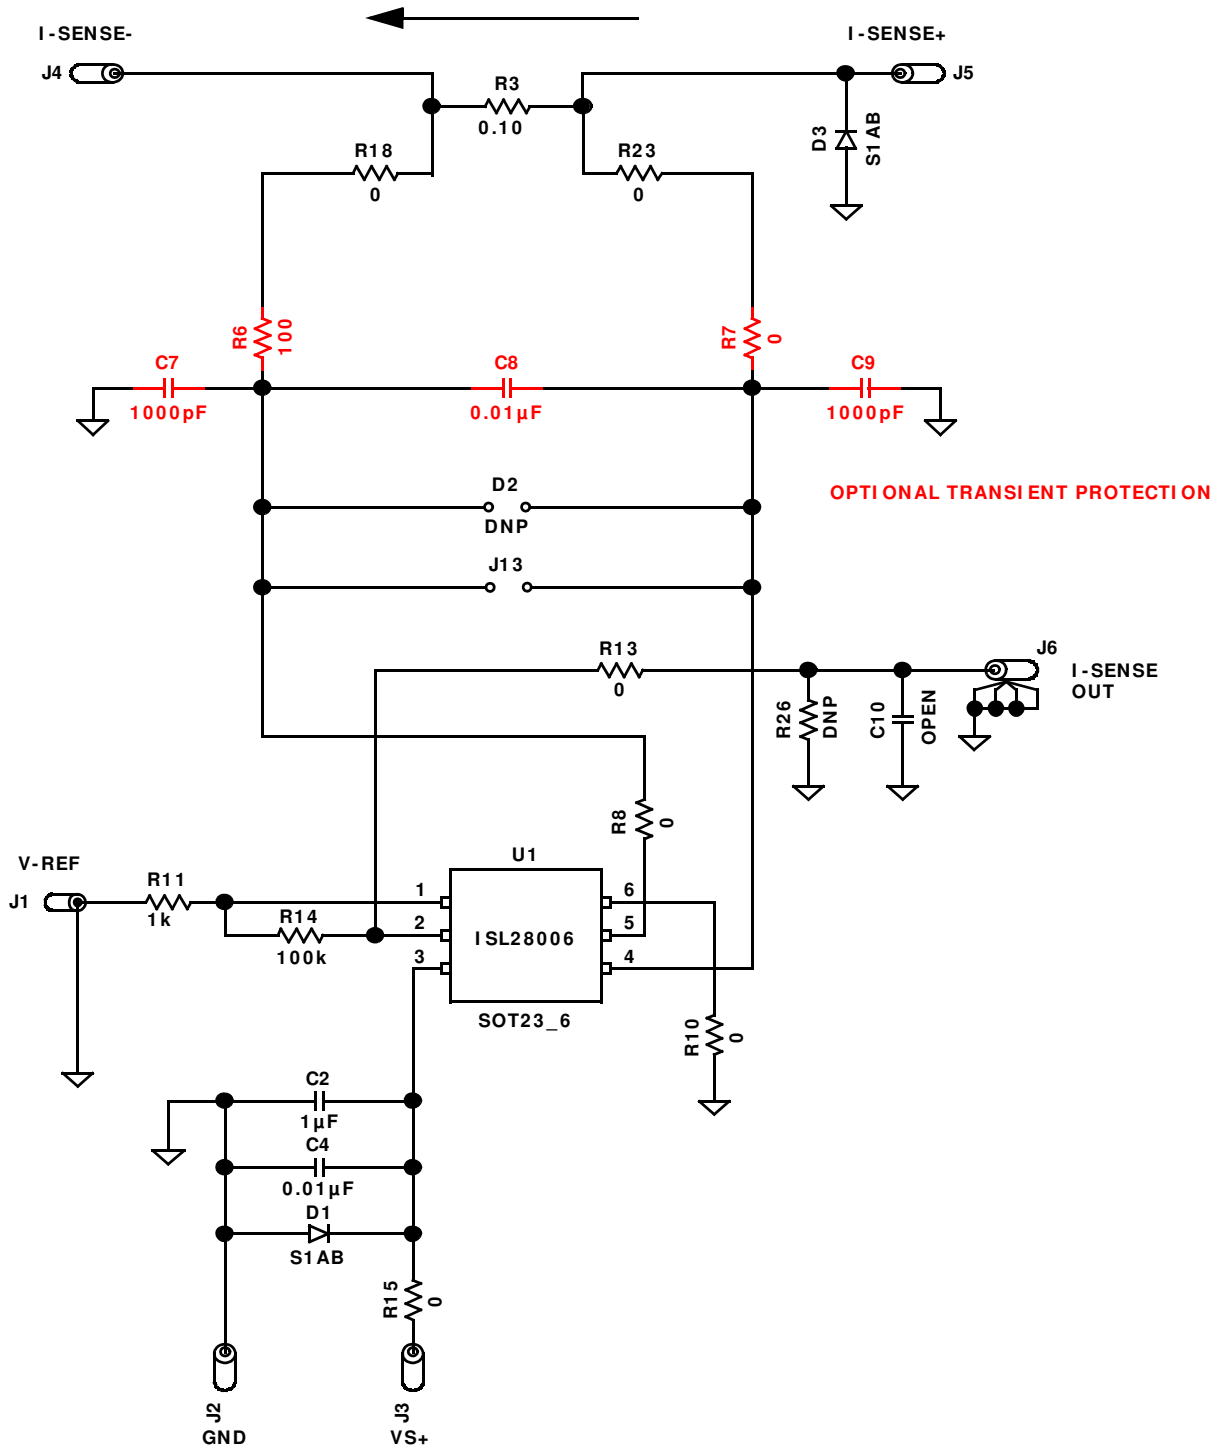 I-SENSE-
I-SENSE+
J4
J5
R3
0.10
D3
S1AB
R18
0
R23
0
R6
100
R7
0
C7
1000pF
C8
0.01µF
C9
1000pF
D2
DNP
OPTIONAL TRANSIENT PROTECTION
J13
R13
0
J6
I-SENSE
OUT
R26
DNP
C10
OPEN
R8
0
V-REF
J1
R11
1k
R14
100k
U1
1
2
3
6
5
4
ISL28006
SOT23_6
R10
0
C2
1µF
C4
0.01µF
D1
S1AB
R15
0
J2
GND
J3
VS+